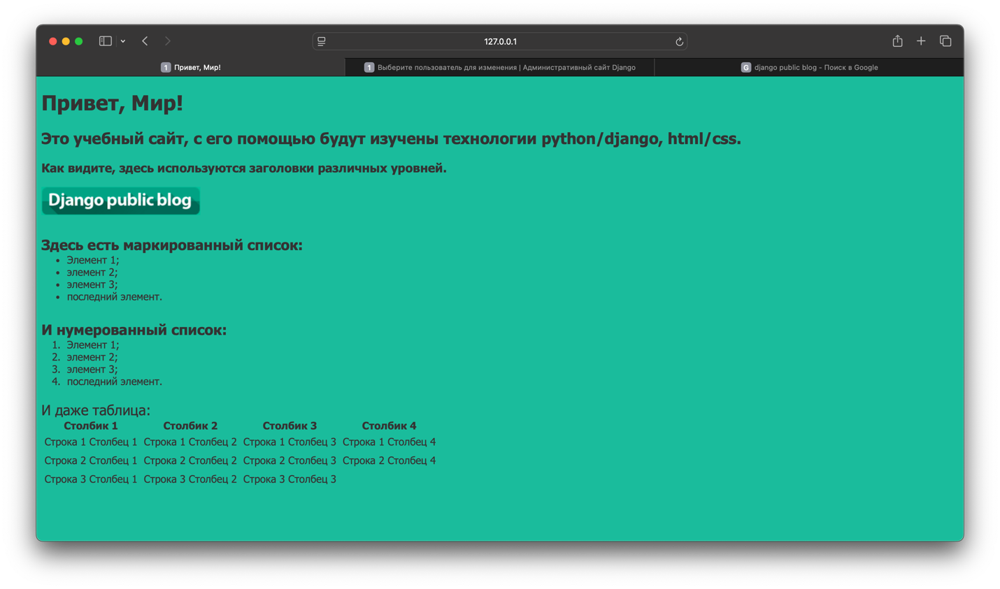 127.0.0.1
1 Привет, Мир!
1 Выберите пользователь для изменения | Административный сайт Django
G django public blog - Поиск в Google
Привет, Мир!
Это учебный сайт, с его помощью будут изучены технологии python/django, html/css.
Как видите, здесь используются заголовки различных уровней.
Django public blog
Здесь есть маркированный список:
• Элемент 1;
• элемент 2;
• элемент 3;
• последний элемент.
И нумерованный список:
1. Элемент 1;
2. элемент 2;
3. элемент 3;
4. последний элемент.
И даже таблица:
Столбик 1 Столбик 2 Столбик 3 Столбик 4
Строка 1 Столбец 1 Строка 1 Столбец 2 Строка 1 Столбец 3 Строка 1 Столбец 4
Строка 2 Столбец 1 Строка 2 Столбец 2 Строка 2 Столбец 3 Строка 2 Столбец 4
Строка 3 Столбец 1 Строка 3 Столбец 2 Строка 3 Столбец 3